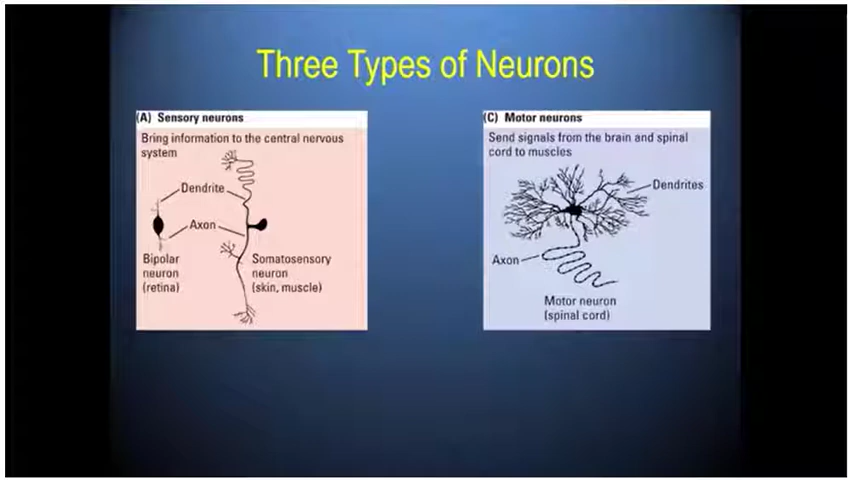 Three Types of Neurons
(A) Sensory neurons
Bring information to the central nervous
system
Dendrite
Axon
Bipolar
neuron
(retina)
Somatosensory
neuron
(skin, muscle)
(C) Motor neurons
Send signals from the brain and spinal
cord to muscles
Dendrites
Axon
Motor neuron
(spinal cord)